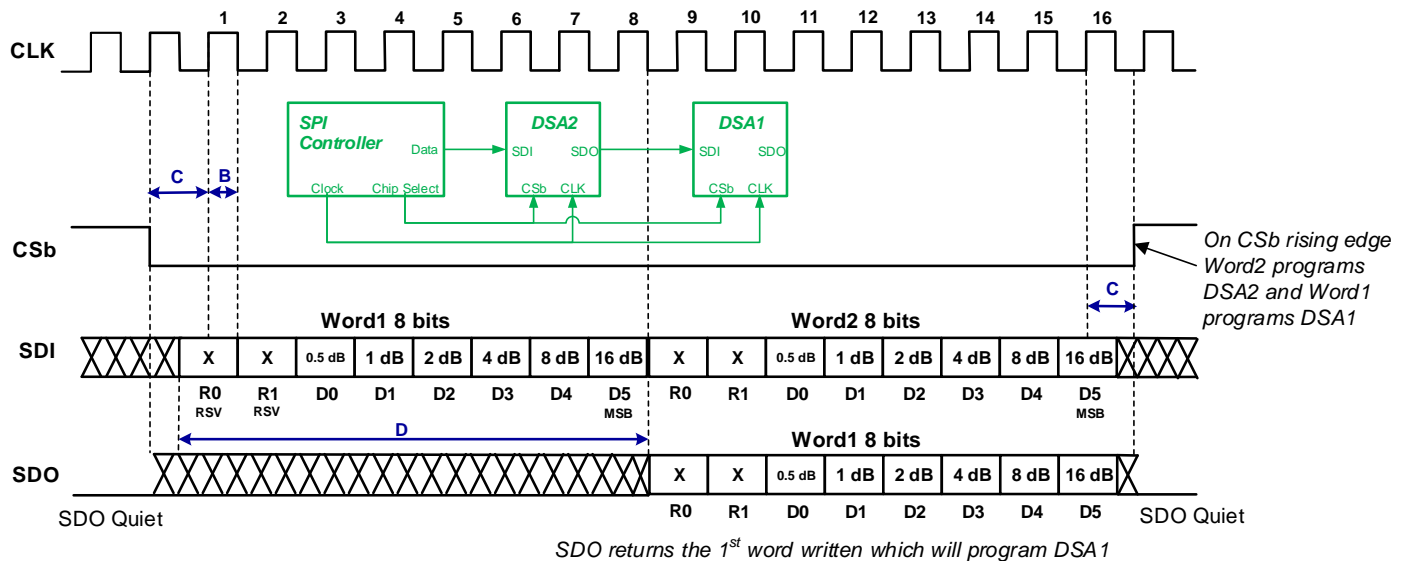 1 2 3 4 5 6 7 8 9 10 11 12 13 14 15 16
CLK
SPI Controller
Data
Clock
Chip Select
DSA2
SDI SDO
CSb CLK
DSA1
SDI SDO
CSb CLK
C B
CSb
On CSb rising edge
Word2 programs
DSA2 and Word1
programs DSA1
C
Word1 8 bits Word2 8 bits
SDI
X X 0.5 dB 1 dB 2 dB 4 dB 8 dB 16 dB X X 0.5 dB 1 dB 2 dB 4 dB 8 dB 16 dB
R0 R1 D0 D1 D2 D3 D4 D5 R0 R1 D0 D1 D2 D3 D4 D5
RSV RSV MSB MSB
D
Word1 8 bits
SDO
X X 0.5 dB 1 dB 2 dB 4 dB 8 dB 16 dB
R0 R1 D0 D1 D2 D3 D4 D5
SDO Quiet SDO Quiet
SDO returns the 1st word written which will program DSA1